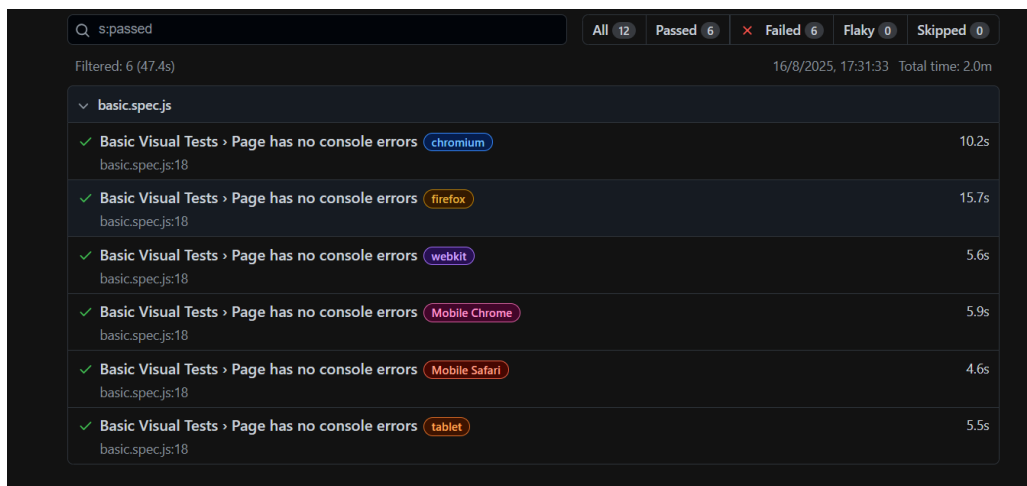 s:passed
All 12 Passed 6 Failed 6 Flaky 0 Skipped 0
Filtered: 6 (47.4s) 16/8/2025, 17:31:33 Total time: 2.0m
basic.spec.js
Basic Visual Tests › Page has no console errors chromium 10.2s
basic.spec.js:18
Basic Visual Tests › Page has no console errors firefox 15.7s
basic.spec.js:18
Basic Visual Tests › Page has no console errors webkit 5.6s
basic.spec.js:18
Basic Visual Tests › Page has no console errors Mobile Chrome 5.9s
basic.spec.js:18
Basic Visual Tests › Page has no console errors Mobile Safari 4.6s
basic.spec.js:18
Basic Visual Tests › Page has no console errors tablet 5.5s
basic.spec.js:18